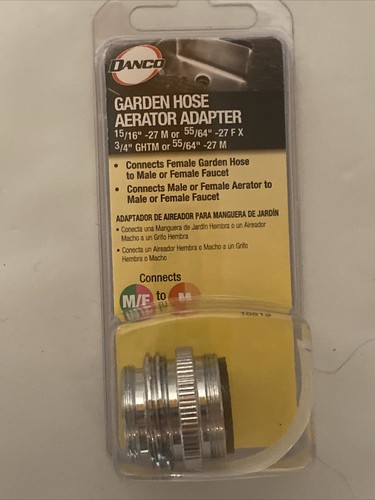 DANCO
GARDEN HOSE
AERATOR ADAPTER
15/16" -27 M or 55/64" -27 F X
3/4" GHTM or 55/64" -27 M
• Connects Female Garden Hose
to Male or Female Faucet
• Connects Male or Female Aerator to
Male or Female Faucet
ADAPTADOR DE AIREADOR PARA MANGUERA DE JARDÍN
• Conecta una Manguera de Jardín Hembra o un Aireador
Macho a un Grifo Hembra
• Conecta un Aireador Hembra o Macho a un Grifo
Hembra o Macho
Connects
M/F to M